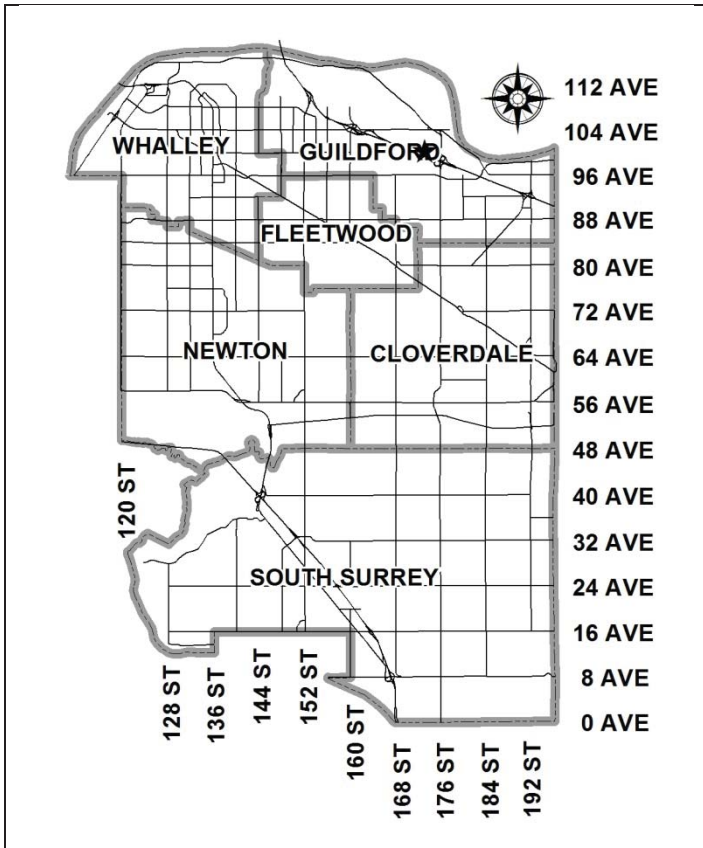 112 AVE
104 AVE
WHALLEY
GUILDFORD
96 AVE
88 AVE
FLEETWOOD
80 AVE
72 AVE
NEWTON
CLOVERDALE
64 AVE
56 AVE
48 AVE
120 ST
40 AVE
32 AVE
SOUTH SURREY
24 AVE
16 AVE
128 ST
136 ST
144 ST
152 ST
160 ST
8 AVE
0 AVE
168 ST
176 ST
184 ST
192 ST